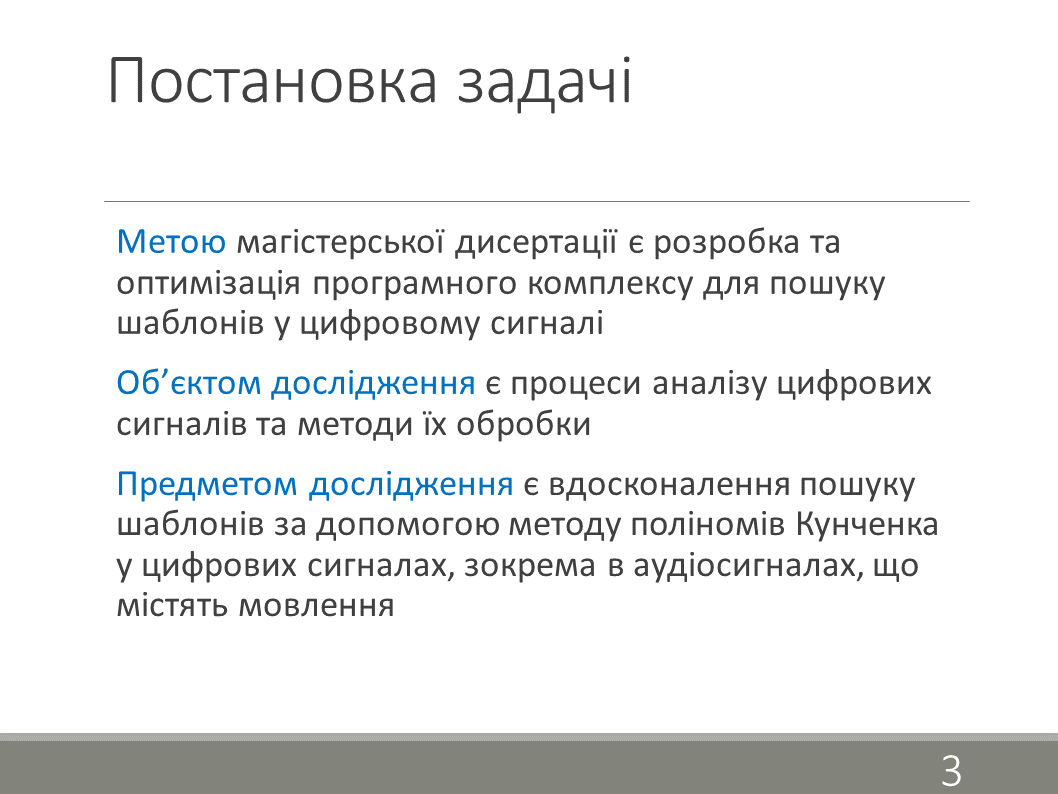 Постановка задачі
Метою магістерської дисертації є розробка та
оптимізація програмного комплексу для пошуку
шаблонів у цифровому сигналі
Об’єктом дослідження є процеси аналізу цифрових
сигналів та методи їх обробки
Предметом дослідження є вдосконалення пошуку
шаблонів за допомогою методу поліномів Кунченка
у цифрових сигналах, зокрема в аудіосигналах, що
містять мовлення
3